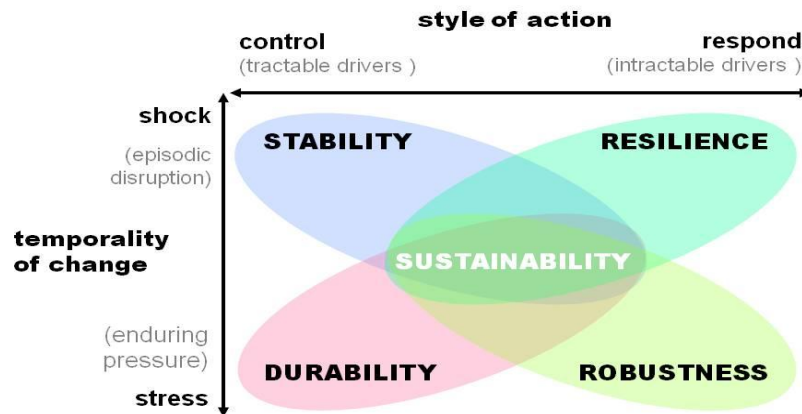 style of action
control
respond
(tractable drivers )
(intractable drivers )
shock
(episodic
disruption)
STABILITY
RESILIENCE
temporality
of change
SUSTAINABILITY
(enduring
pressure)
stress
DURABILITY
ROBUSTNESS